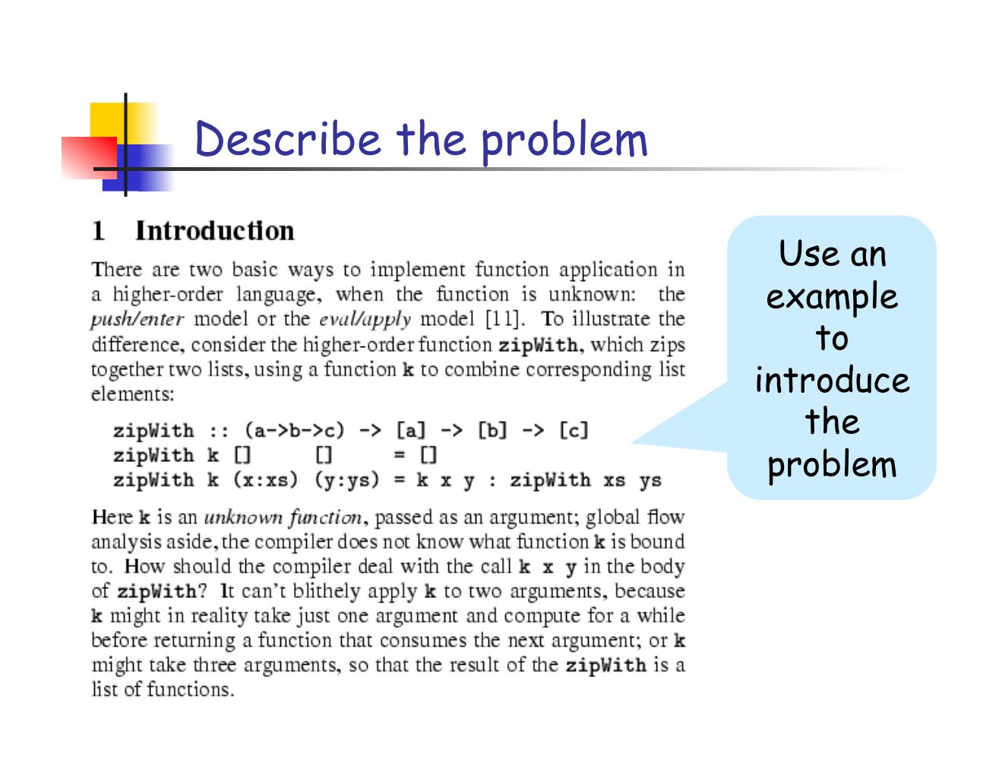 Describe the problem
1 Introduction
There are two basic ways to implement function application in
a higher-order language, when the function is unknown: the
push/enter model or the eval/apply model [11]. To illustrate the
difference, consider the higher-order function zipWith, which zips
together two lists, using a function k to combine corresponding list
elements:
zipWith :: (a->b->c) -> [a] -> [b] -> [c]
zipWith k [] [] = []
zipWith k (x:xs) (y:ys) = k x y : zipWith xs ys
Here k is an unknown function, passed as an argument; global flow
analysis aside, the compiler does not know what function k is bound
to. How should the compiler deal with the call k x y in the body
of zipWith? It can't blithely apply k to two arguments, because
k might in reality take just one argument and compute for a while
before returning a function that consumes the next argument; or k
might take three arguments, so that the result of the zipWith is a
list of functions.
Use an
example
to
introduce
the
problem